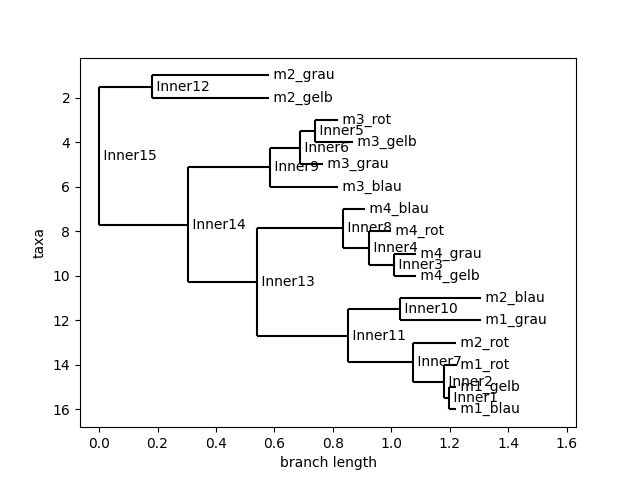 m2_grau
Inner12
m2_gelb
2
m3_rot
Inner5
4
m3_gelb
Inner6
Inner15
m3_grau
Inner9
6
m3_blau
m4_blau
Inner14
Inner8
8
m4_rot
taxa
Inner4
m4_grau
Inner3
10
m4_gelb
Inner13
m2_blau
Inner10
12
m1_grau
Inner11
m2_rot
Inner7
14
m1_rot
Inner2
m1_gelb
Inner1
16
m1_blau
0.0 0.2 0.4 0.6 0.8 1.0 1.2 1.4 1.6
branch length